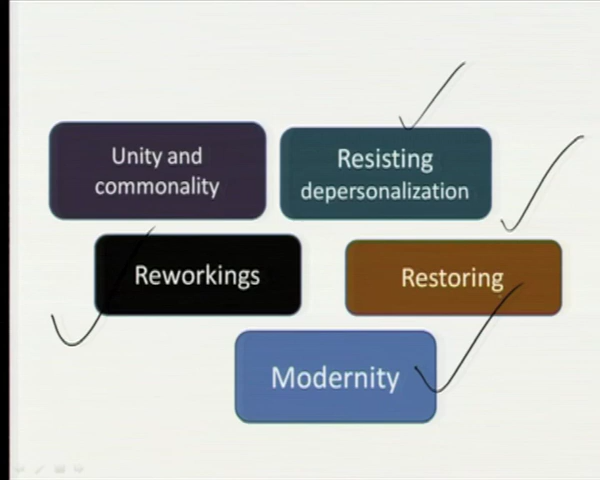 Unity and
commonality
Resisting
depersonalization
Reworkings
Restoring
Modernity